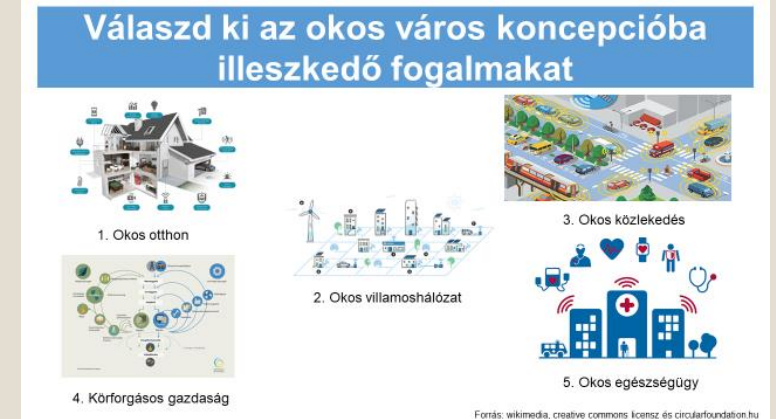 Válaszd ki az okos város koncepcióba
illeszkedő fogalmakat
1. Okos otthon
2. Okos villamoshálózat
3. Okos közlekedés
4. Körforgásos gazdaság
5. Okos egészségügy
Forrás: wikimedia, creative commons licensz és circularfoundation.hu